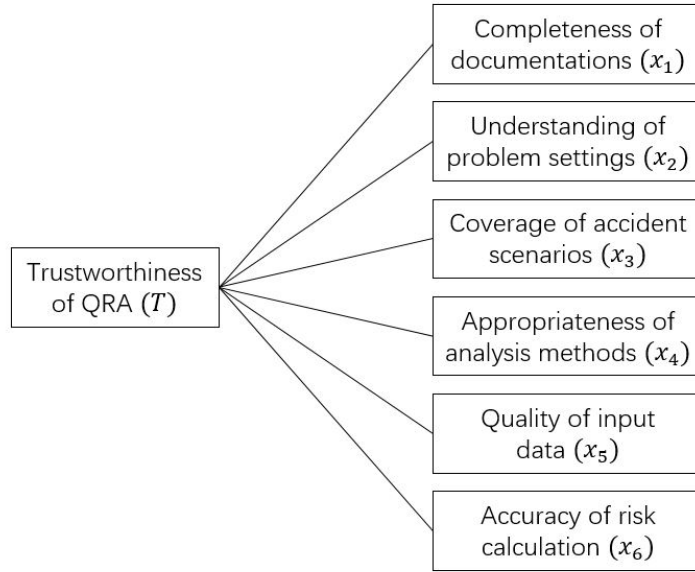 Completeness of
documentations (x₁)
Understanding of
problem settings (x₂)
Coverage of accident
scenarios (x₃)
Trustworthiness
of QRA (T)
Appropriateness of
analysis methods (x₄)
Quality of input
data (x₅)
Accuracy of risk
calculation (x₆)